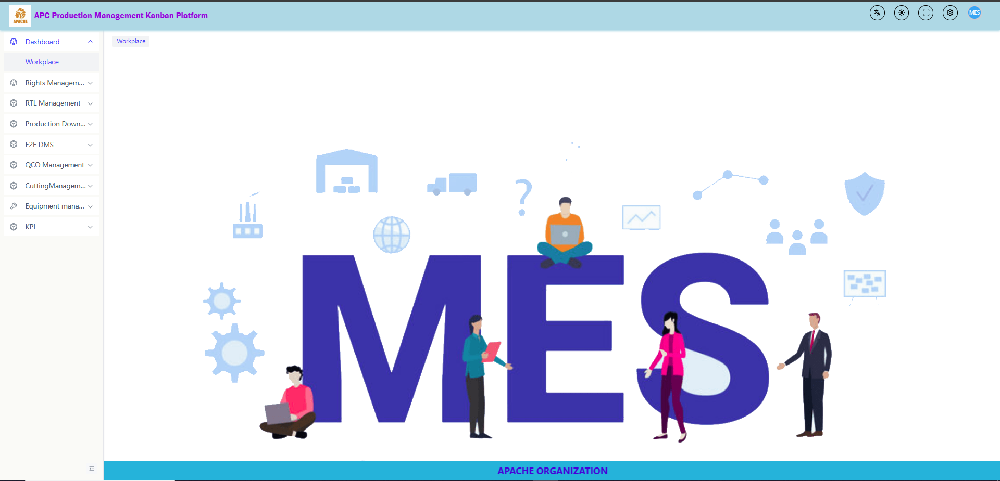 APACHE
APC Production Management Kanban Platform
MES
Dashboard
Workplace
Rights Managem...
RTL Management
Production Down...
E2E DMS
QCO Management
CuttingManagem...
Equipment mana...
KPI
Workplace
?
MES
APACHE ORGANIZATION